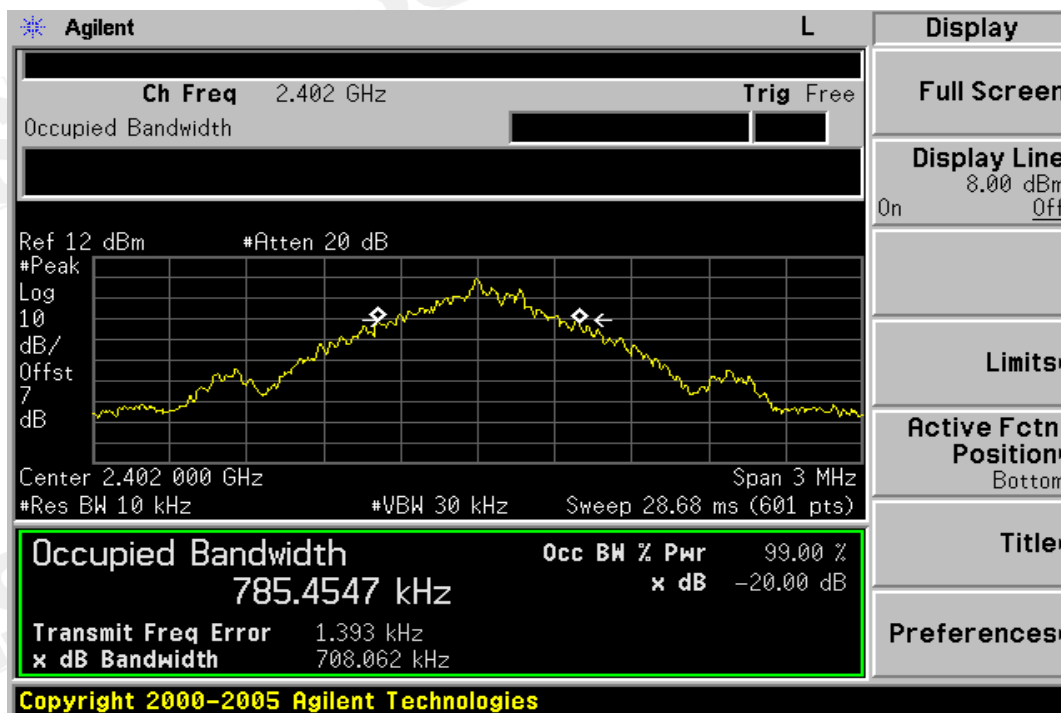 Agilent L Display
Ch Freq 2.402 GHz Trig Free
Occupied Bandwidth
Full Screen
Display Line
8.00 dBm
On Off
Ref 12 dBm #Atten 20 dB
#Peak
Log
10
dB/
Offst
7
dB
Center 2.402 000 GHz Span 3 MHz
#Res BW 10 kHz #VBW 30 kHz Sweep 28.68 ms (601 pts)
Limits
Active Fctn
Position
Bottom
Title
Preferences
Occupied Bandwidth Occ BW % Pwr 99.00 %
785.4547 kHz x dB -20.00 dB
Transmit Freq Error 1.393 kHz
x dB Bandwidth 708.062 kHz
Copyright 2000-2005 Agilent Technologies